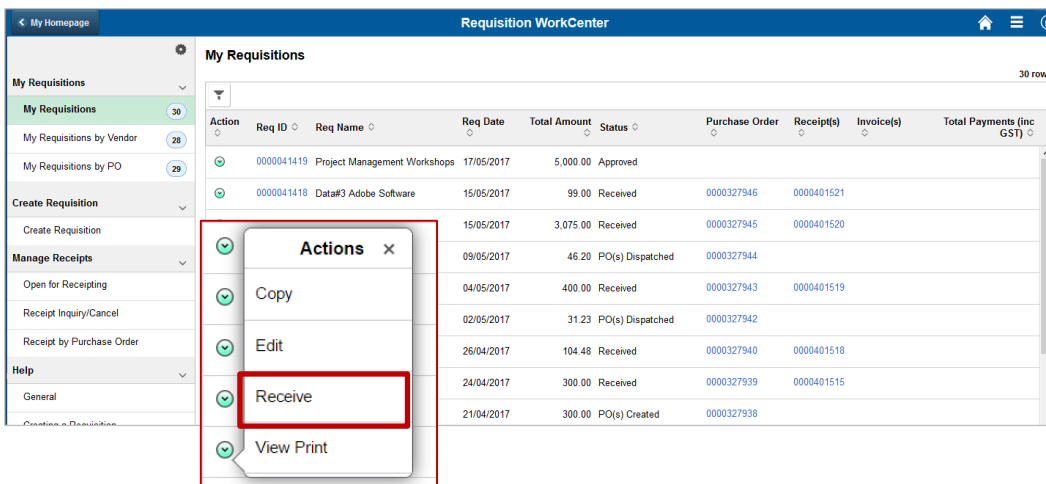 My Homepage
Requisition WorkCenter
My Requisitions
30 row
My Requisitions
My Requisitions 30
My Requisitions by Vendor 28
My Requisitions by PO 29
Create Requisition
Create Requisition
Manage Receipts
Open for Receipting
Receipt Inquiry/Cancel
Receipt by Purchase Order
Help
General
Creating a Requisition
Action Req ID Req Name Req Date Total Amount Status Purchase Order Receipt(s) Invoice(s) Total Payments (inc GST)
0000041419 Project Management Workshops 17/05/2017 5,000.00 Approved
0000041418 Data#3 Adobe Software 15/05/2017 99.00 Received 0000327946 0000401521
15/05/2017 3,075.00 Received 0000327945 0000401520
09/05/2017 46.20 PO(s) Dispatched 0000327944
04/05/2017 400.00 Received 0000327943 0000401519
02/05/2017 31.23 PO(s) Dispatched 0000327942
26/04/2017 104.48 Received 0000327940 0000401518
24/04/2017 300.00 Received 0000327939 0000401515
21/04/2017 300.00 PO(s) Created 0000327938
Actions ×
Copy
Edit
Receive
View Print